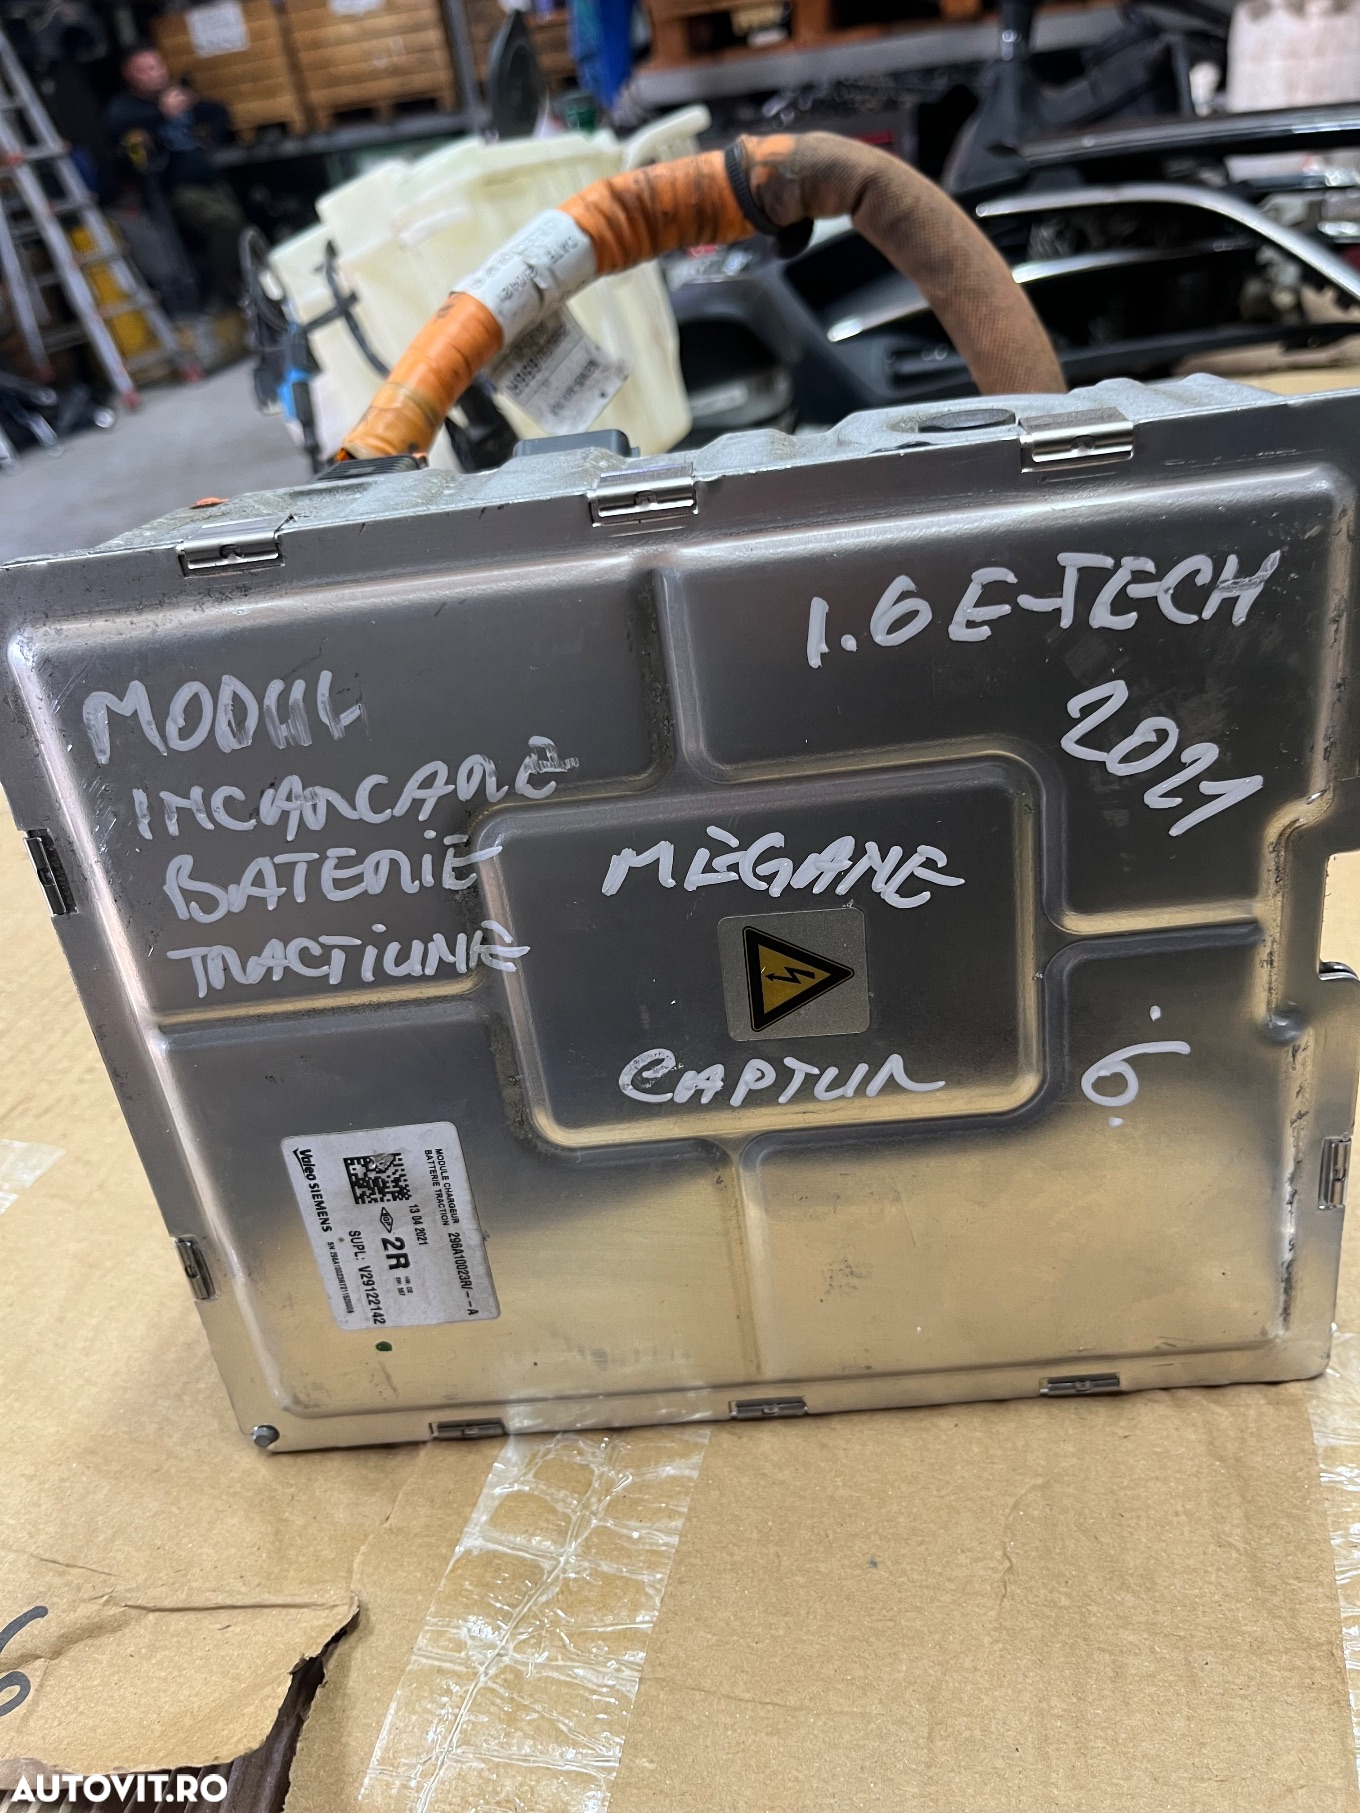 1.6 E-TECH
2021
MODUL
INCARCARE
BATERIE
TRACTIUNE
MEGANE
CAPTUR
6
MODULE CHARGEUR
BATTERIE TRACTION
296A10023R/--A
13 04 2021
2R
SUPL: V29122142
Valeo SIEMENS
AUTOVIT.RO